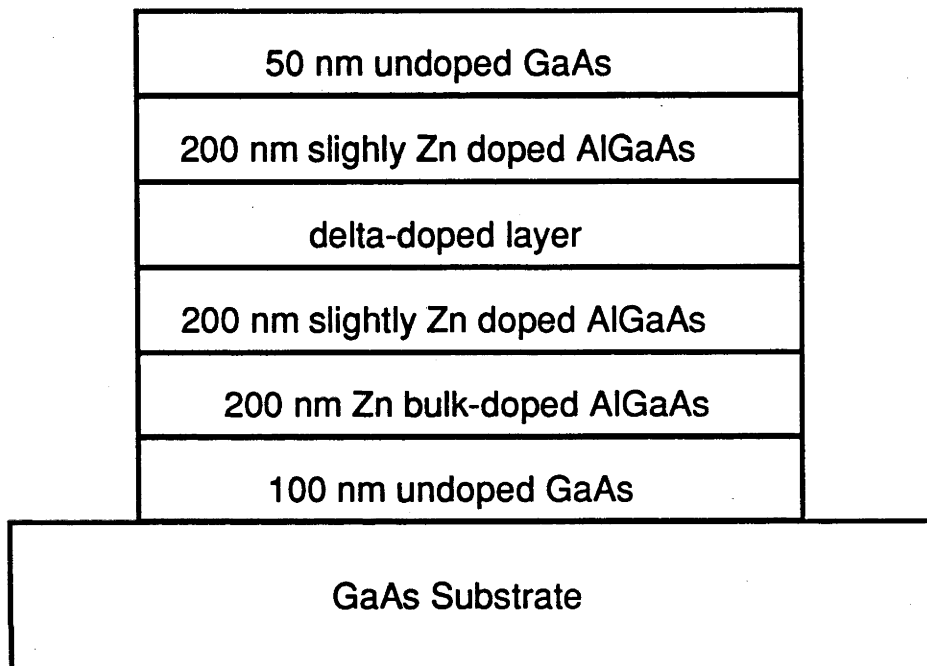 50 nm undoped GaAs
200 nm slighly Zn doped AlGaAs
delta-doped layer
200 nm slightly Zn doped AlGaAs
200 nm Zn bulk-doped AlGaAs
100 nm undoped GaAs
GaAs Substrate